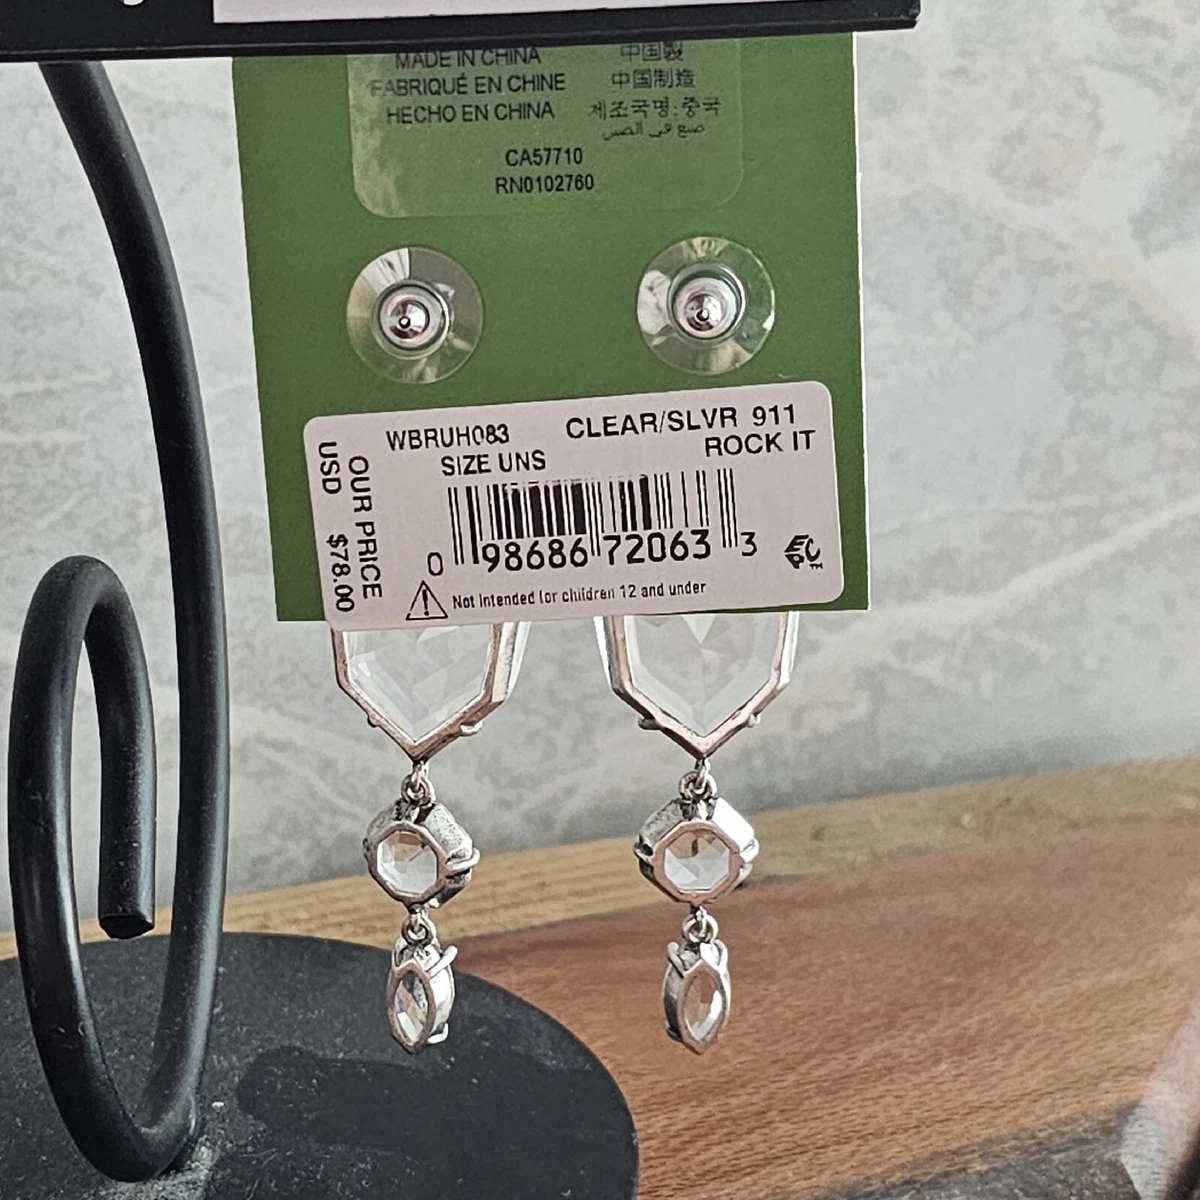 MADE IN CHINA
FABRIQUÉ EN CHINE
HECHO EN CHINA
中国製
中国制造
제조국명:중국
صنع في الصين
CA57710
RN0102760
WBRUH083
CLEAR/SLVR 911
SIZE UNS
ROCK IT
OUR PRICE
USD $78.00
0 98686 72063 3
Not intended for children 12 and under